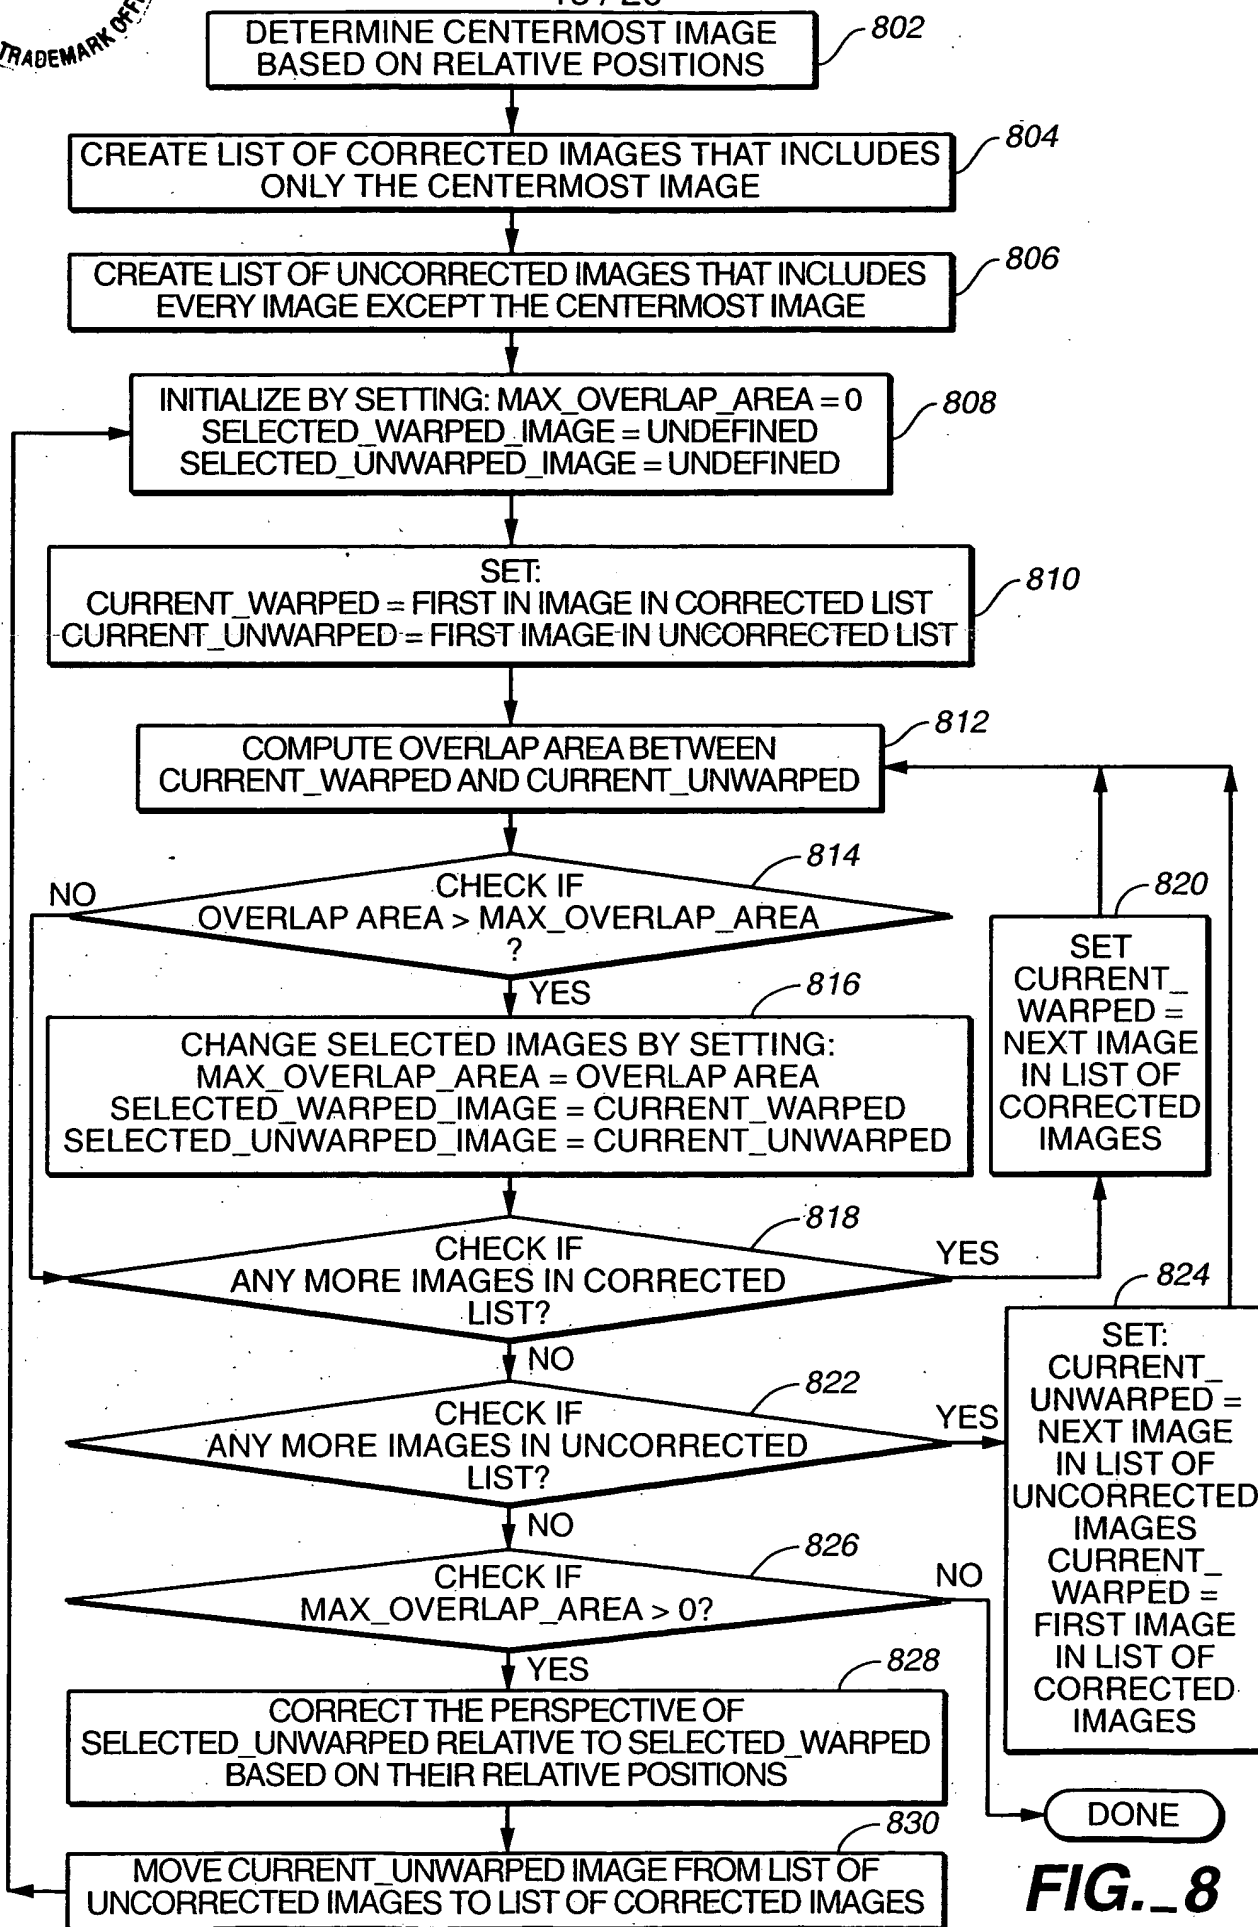 TRADEMARK OFFI
DETERMINE CENTERMOST IMAGE
BASED ON RELATIVE POSITIONS
802
CREATE LIST OF CORRECTED IMAGES THAT INCLUDES
ONLY THE CENTERMOST IMAGE
804
CREATE LIST OF UNCORRECTED IMAGES THAT INCLUDES
EVERY IMAGE EXCEPT THE CENTERMOST IMAGE
806
INITIALIZE BY SETTING: MAX_OVERLAP_AREA = 0
SELECTED_WARPED_IMAGE = UNDEFINED
SELECTED_UNWARPED_IMAGE = UNDEFINED
808
SET:
CURRENT_WARPED = FIRST IN IMAGE IN CORRECTED LIST
CURRENT_UNWARPED = FIRST IMAGE IN UNCORRECTED LIST
810
COMPUTE OVERLAP AREA BETWEEN
CURRENT_WARPED AND CURRENT_UNWARPED
812
CHECK IF
OVERLAP AREA > MAX_OVERLAP_AREA
?
814
NO
YES
CHANGE SELECTED IMAGES BY SETTING:
MAX_OVERLAP_AREA = OVERLAP AREA
SELECTED_WARPED_IMAGE = CURRENT_WARPED
SELECTED_UNWARPED_IMAGE = CURRENT_UNWARPED
816
CHECK IF
ANY MORE IMAGES IN CORRECTED
LIST?
818
YES
NO
820
SET
CURRENT_
WARPED =
NEXT IMAGE
IN LIST OF
CORRECTED
IMAGES
CHECK IF
ANY MORE IMAGES IN UNCORRECTED
LIST?
822
YES
NO
824
SET:
CURRENT_
UNWARPED =
NEXT IMAGE
IN LIST OF
UNCORRECTED
IMAGES
CURRENT_
WARPED =
FIRST IMAGE
IN LIST OF
CORRECTED
IMAGES
CHECK IF
MAX_OVERLAP_AREA > 0?
826
NO
YES
CORRECT THE PERSPECTIVE OF
SELECTED_UNWARPED RELATIVE TO SELECTED_WARPED
BASED ON THEIR RELATIVE POSITIONS
828
MOVE CURRENT_UNWARPED IMAGE FROM LIST OF
UNCORRECTED IMAGES TO LIST OF CORRECTED IMAGES
830
DONE
FIG._8